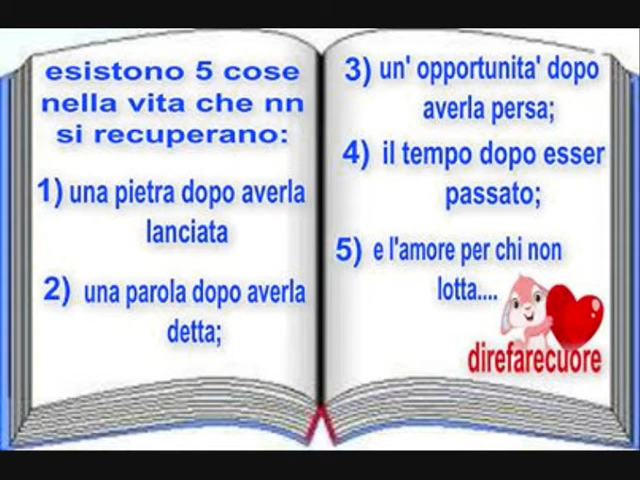 esistono 5 cose
nella vita che nn
si recuperano:
1) una pietra dopo averla
lanciata
2) una parola dopo averla
detta;
3) un' opportunita' dopo
averla persa;
4) il tempo dopo esser
passato;
5) e l'amore per chi non
lotta....
direfarecuore